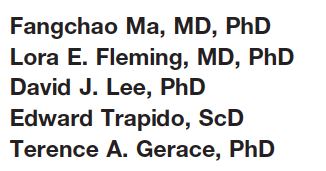 Fangchao Ma, MD, PhD
Lora E. Fleming, MD, PhD
David J. Lee, PhD
Edward Trapido, ScD
Terence A. Gerace, PhD